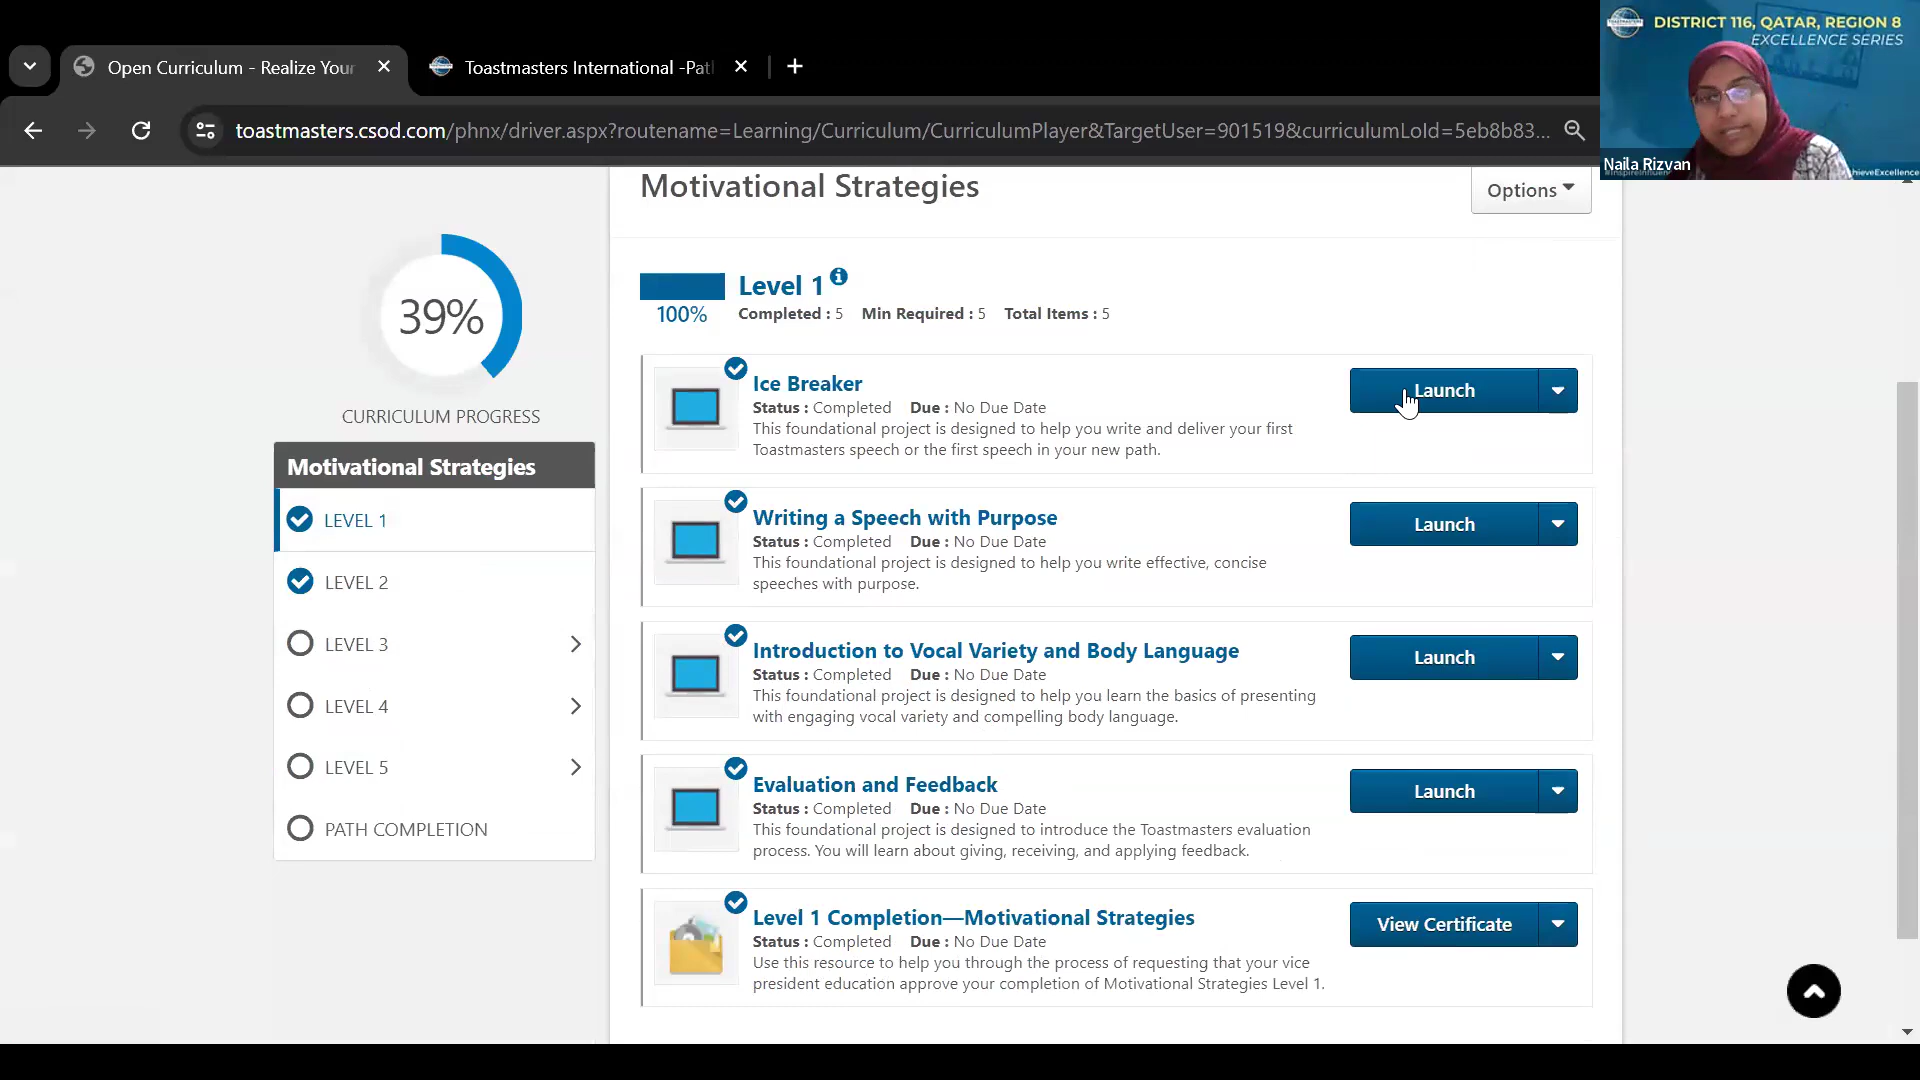 Open Curriculum - Realize Your
Toastmasters International -Pat
toastmasters.csod.com/phnx/driver.aspx?routename=Learning/Curriculum/CurriculumPlayer&TargetUser=901519&curriculumLoId=5eb8b83...
DISTRICT 116, QATAR, REGION 8
EXCELLENCE SERIES
Naila Rizvan
Motivational Strategies
Options
39%
CURRICULUM PROGRESS
Motivational Strategies
LEVEL 1
LEVEL 2
LEVEL 3
LEVEL 4
LEVEL 5
PATH COMPLETION
Level 1
100%
Completed : 5 Min Required : 5 Total Items : 5
Ice Breaker
Status : Completed Due : No Due Date
This foundational project is designed to help you write and deliver your first
Toastmasters speech or the first speech in your new path.
Launch
Writing a Speech with Purpose
Status : Completed Due : No Due Date
This foundational project is designed to help you write effective, concise
speeches with purpose.
Launch
Introduction to Vocal Variety and Body Language
Status : Completed Due : No Due Date
This foundational project is designed to help you learn the basics of presenting
with engaging vocal variety and compelling body language.
Launch
Evaluation and Feedback
Status : Completed Due : No Due Date
This foundational project is designed to introduce the Toastmasters evaluation
process. You will learn about giving, receiving, and applying feedback.
Launch
Level 1 Completion—Motivational Strategies
Status : Completed Due : No Due Date
Use this resource to help you through the process of requesting that your vice
president education approve your completion of Motivational Strategies Level 1.
View Certificate